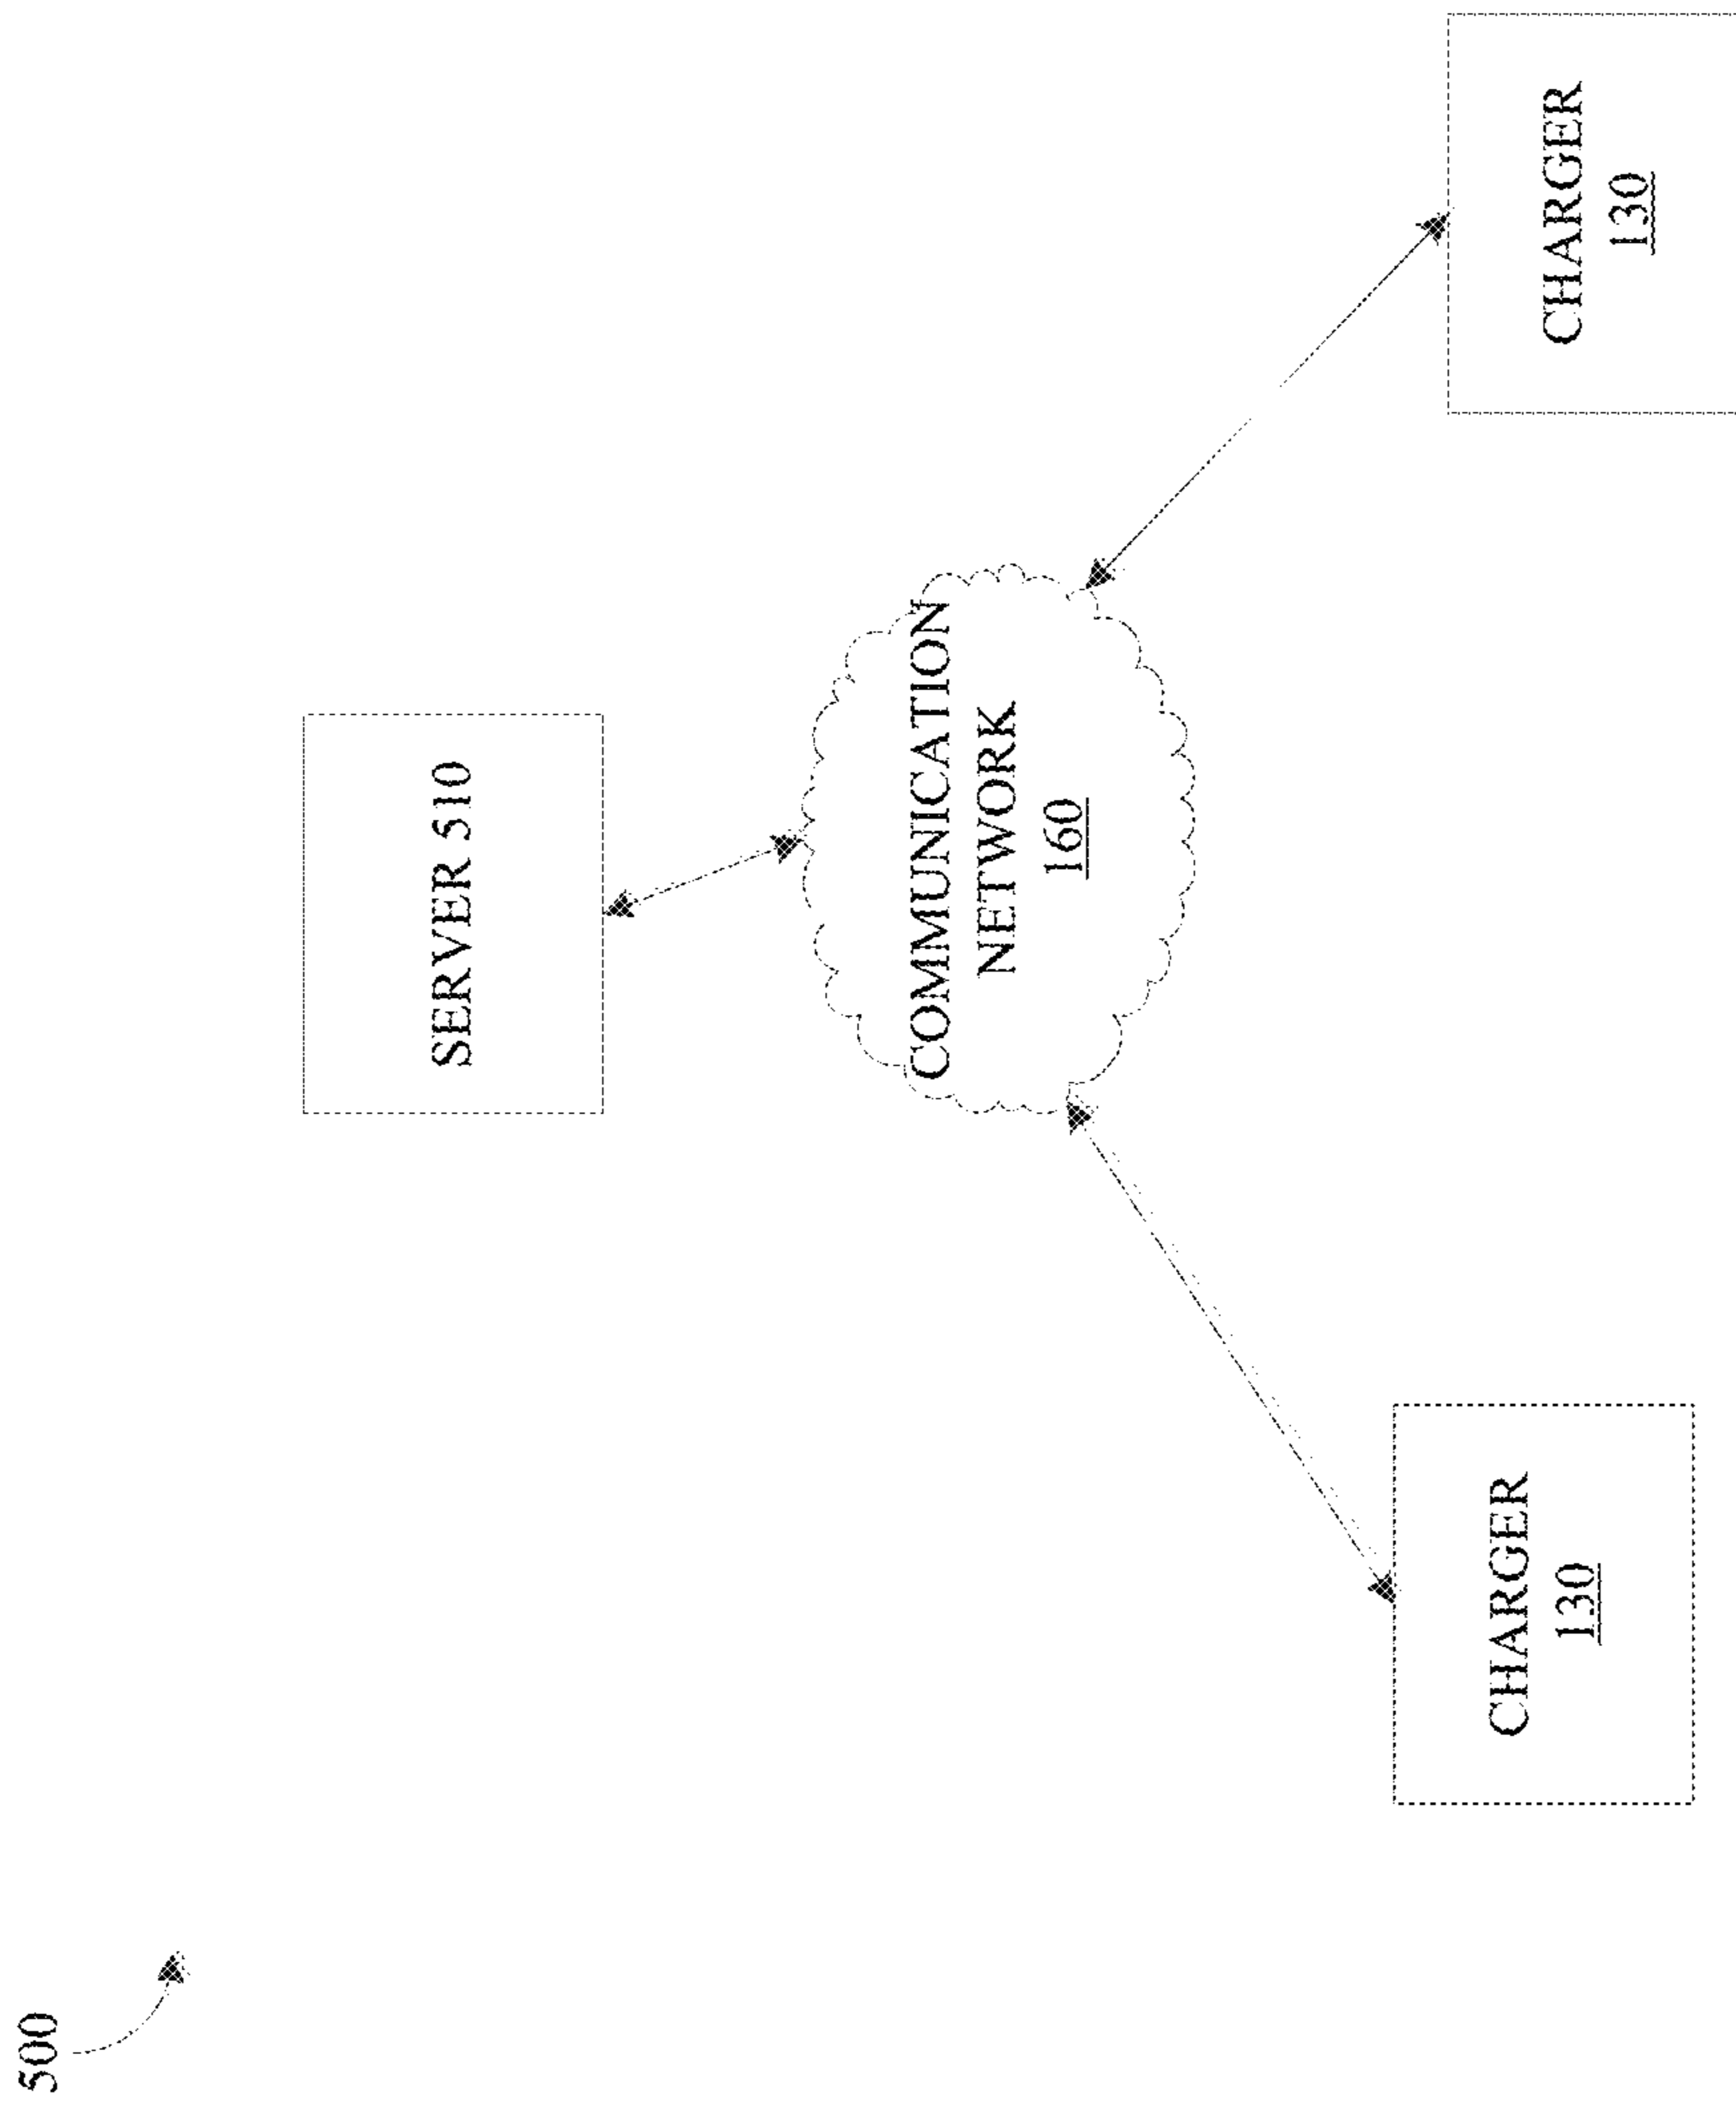 500
SERVER 510
COMMUNICATION
NETWORK
160
CHARGER
130
CHARGER
130